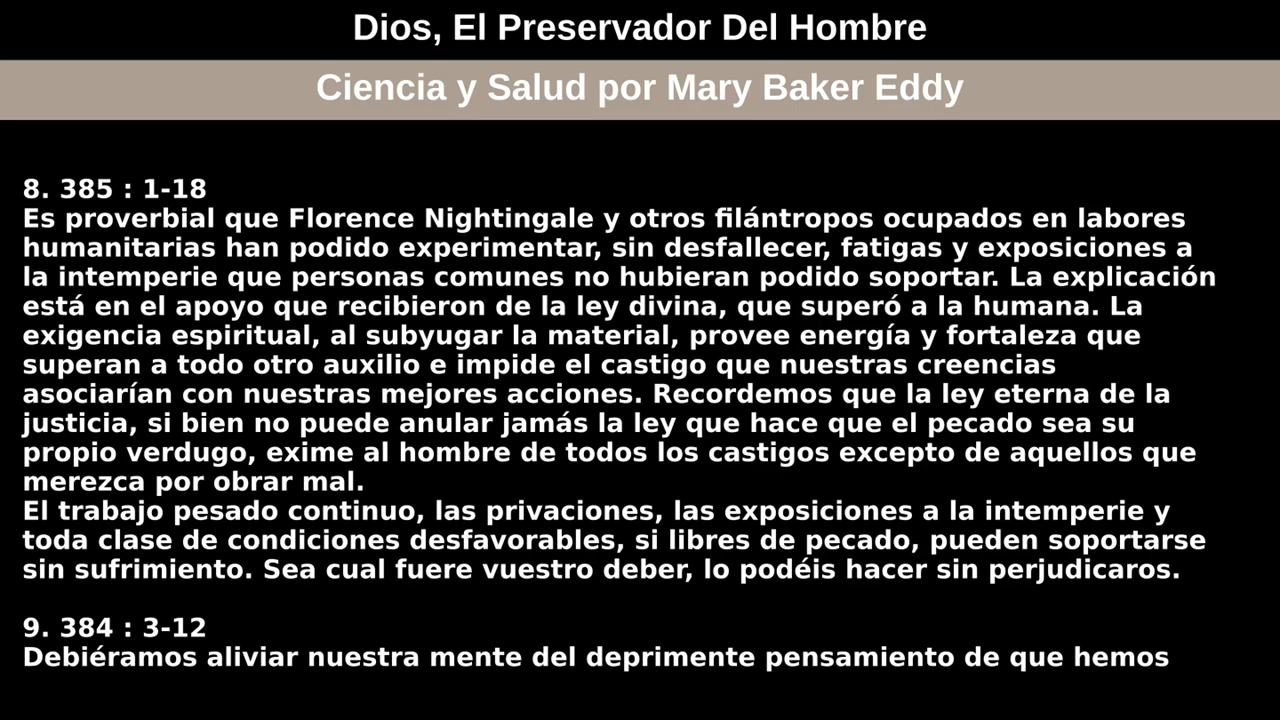 Dios, El Preservador Del Hombre
Ciencia y Salud por Mary Baker Eddy
8. 385 : 1-18
Es proverbial que Florence Nightingale y otros filántropos ocupados en labores
humanitarias han podido experimentar, sin desfallecer, fatigas y exposiciones a
la intemperie que personas comunes no hubieran podido soportar. La explicación
está en el apoyo que recibieron de la ley divina, que superó a la humana. La
exigencia espiritual, al subyugar la material, provee energía y fortaleza que
superan a todo otro auxilio e impide el castigo que nuestras creencias
asociarían con nuestras mejores acciones. Recordemos que la ley eterna de la
justicia, si bien no puede anular jamás la ley que hace que el pecado sea su
propio verdugo, exime al hombre de todos los castigos excepto de aquellos que
merezca por obrar mal.
El trabajo pesado continuo, las privaciones, las exposiciones a la intemperie y
toda clase de condiciones desfavorables, si libres de pecado, pueden soportarse
sin sufrimiento. Sea cual fuere vuestro deber, lo podéis hacer sin perjudicaros.
9. 384 : 3-12
Debiéramos aliviar nuestra mente del deprimente pensamiento de que hemos